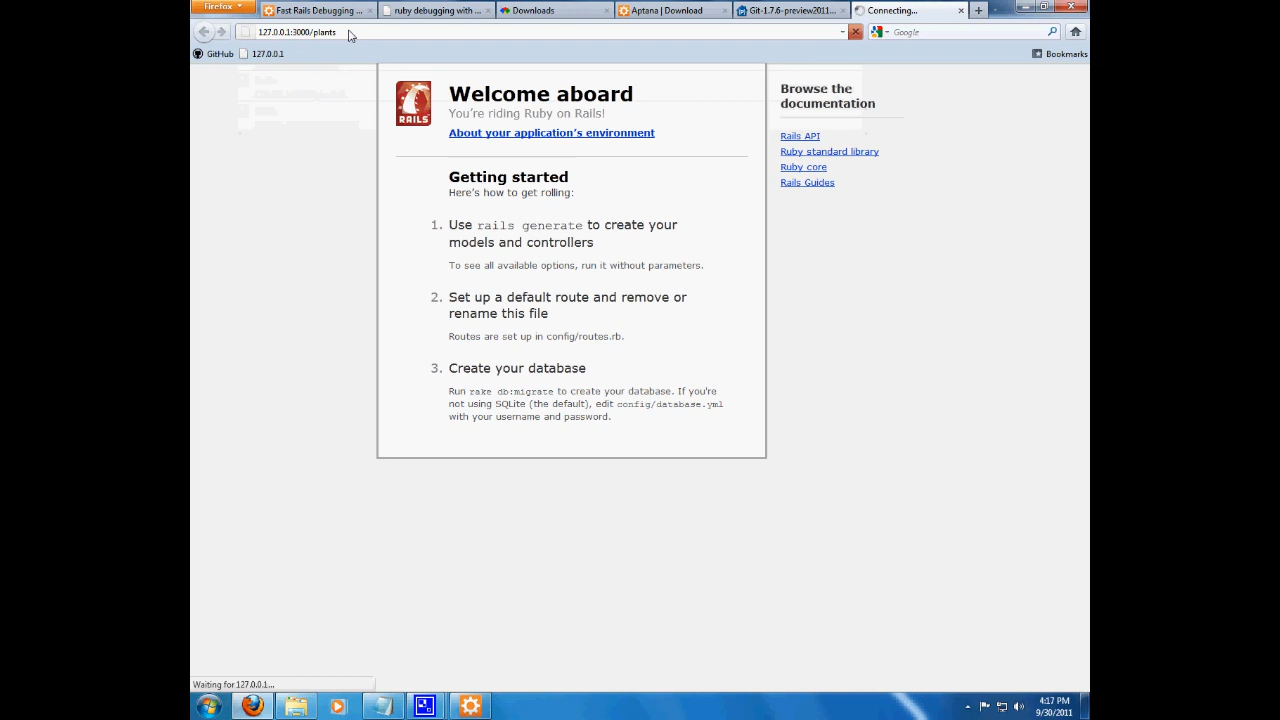 Firefox
Fast Rails Debugging ...
ruby debugging with ...
Downloads
Aptana | Download
Git-1.7.6-preview2011...
Connecting...
127.0.0.1:3000/plants
Google
GitHub
127.0.0.1
Bookmarks
RAILS
Welcome aboard
You're riding Ruby on Rails!
About your application's environment
Getting started
Here's how to get rolling:
1. Use rails generate to create your
models and controllers
To see all available options, run it without parameters.
2. Set up a default route and remove or
rename this file
Routes are set up in config/routes.rb.
3. Create your database
Run rake db:migrate to create your database. If you're
not using SQLite (the default), edit config/database.yml
with your username and password.
Browse the
documentation
Rails API
Ruby standard library
Ruby core
Rails Guides
Waiting for 127.0.0.1...
4:17 PM
9/30/2011